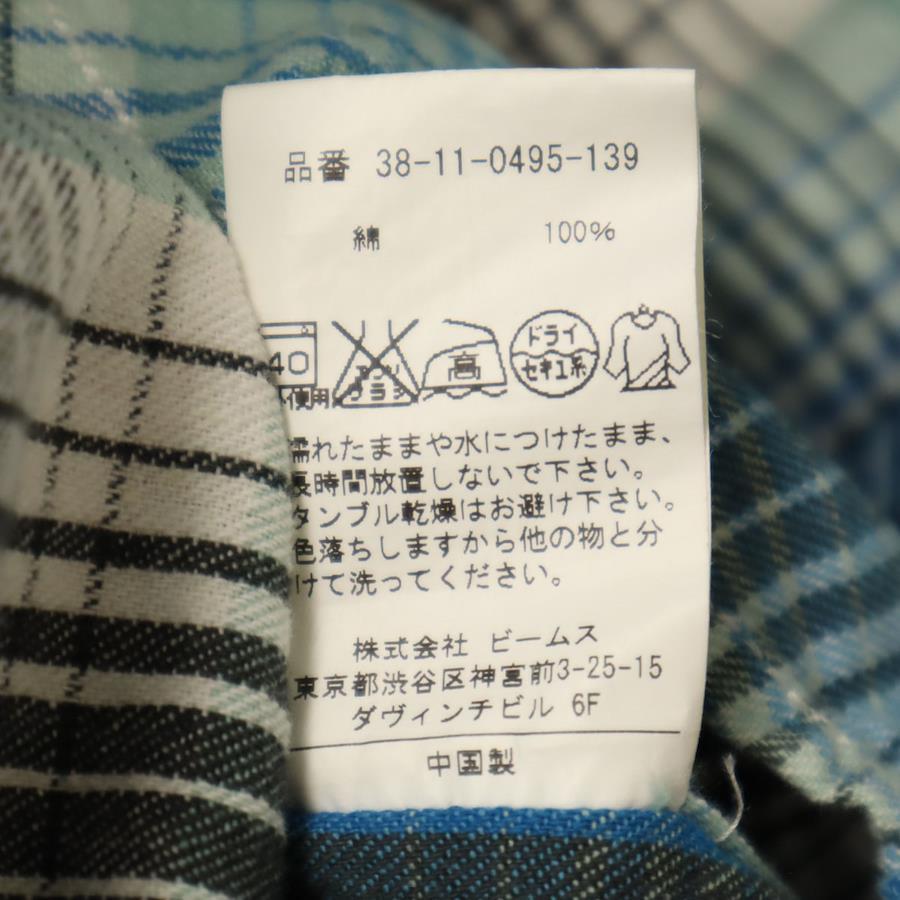 品番 38-11-0495-139
綿 100%
40 高 ドライ セキユ系
使用
濡れたままや水につけたまま、
長時間放置しないで下さい。
タンブル乾燥はお避け下さい。
色落ちしますから他の物と分
けて洗ってください。
株式会社 ビームス
東京都渋谷区神宮前3-25-15
ダヴィンチビル 6F
中国製